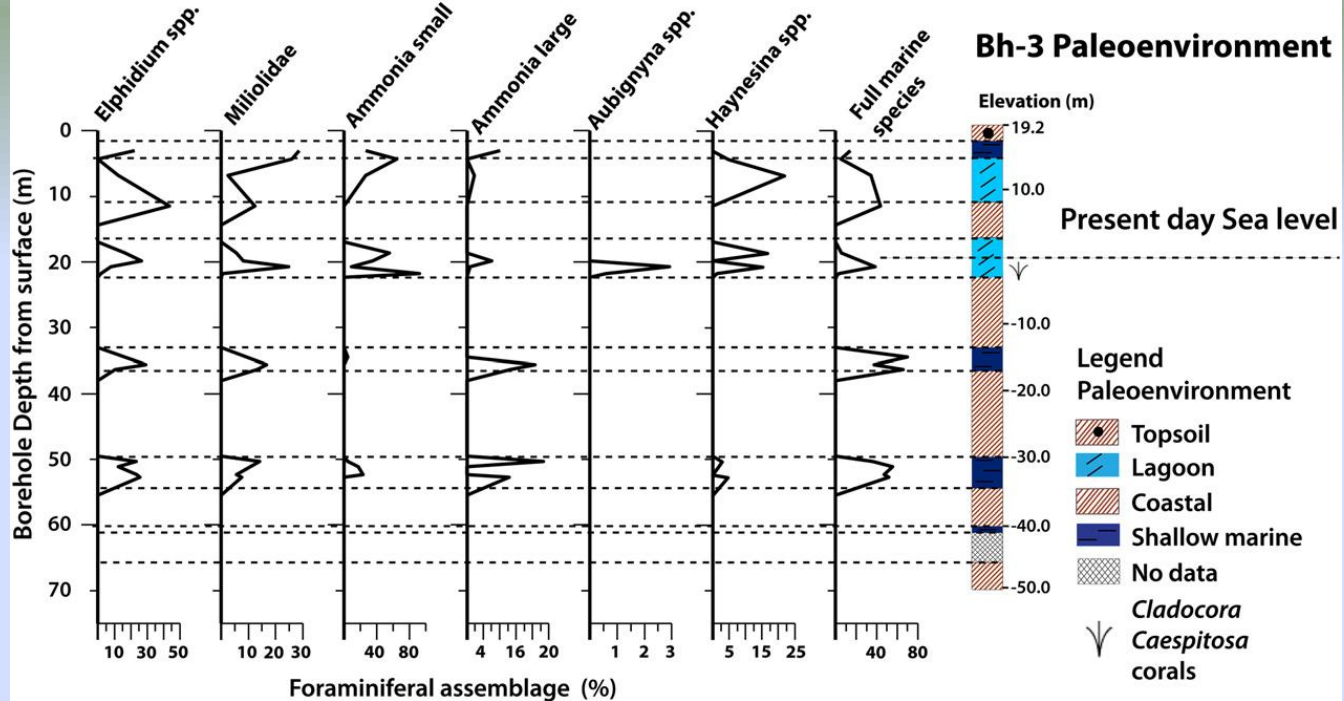 Elphidium spp.
Miliolidae
Ammonia small
Ammonia large
Aubignyna spp.
Haynesina spp.
Full marine
species
Bh-3 Paleoenvironment
Elevation (m)
Borehole Depth from surface (m)
0
10
20
30
40
50
60
70
19.2
10.0
-10.0
-20.0
-30.0
-40.0
-50.0
Present day Sea level
Legend
Paleoenvironment
Topsoil
Lagoon
Coastal
Shallow marine
No data
Cladocora
Caespitosa
corals
10 30 50
10 20 30
40 80
4 16 20
1 2 3
5 15 25
40 80
Foraminiferal assemblage (%)